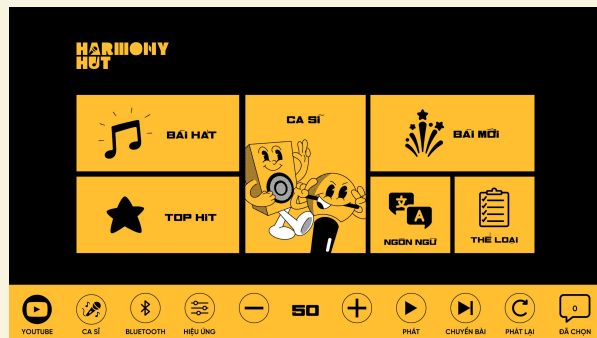 HARMONY
HUT
BÀI HÁT
CA SĨ
BÀI MỚI
TOP HIT
文
A
NGÔN NGỮ
THỂ LOẠI
50
0
YOUTUBE
CA SĨ
BLUETOOTH
HIỆU ỨNG
PHÁT
CHUYỂN BÀI
PHÁT LẠI
ĐÃ CHỌN